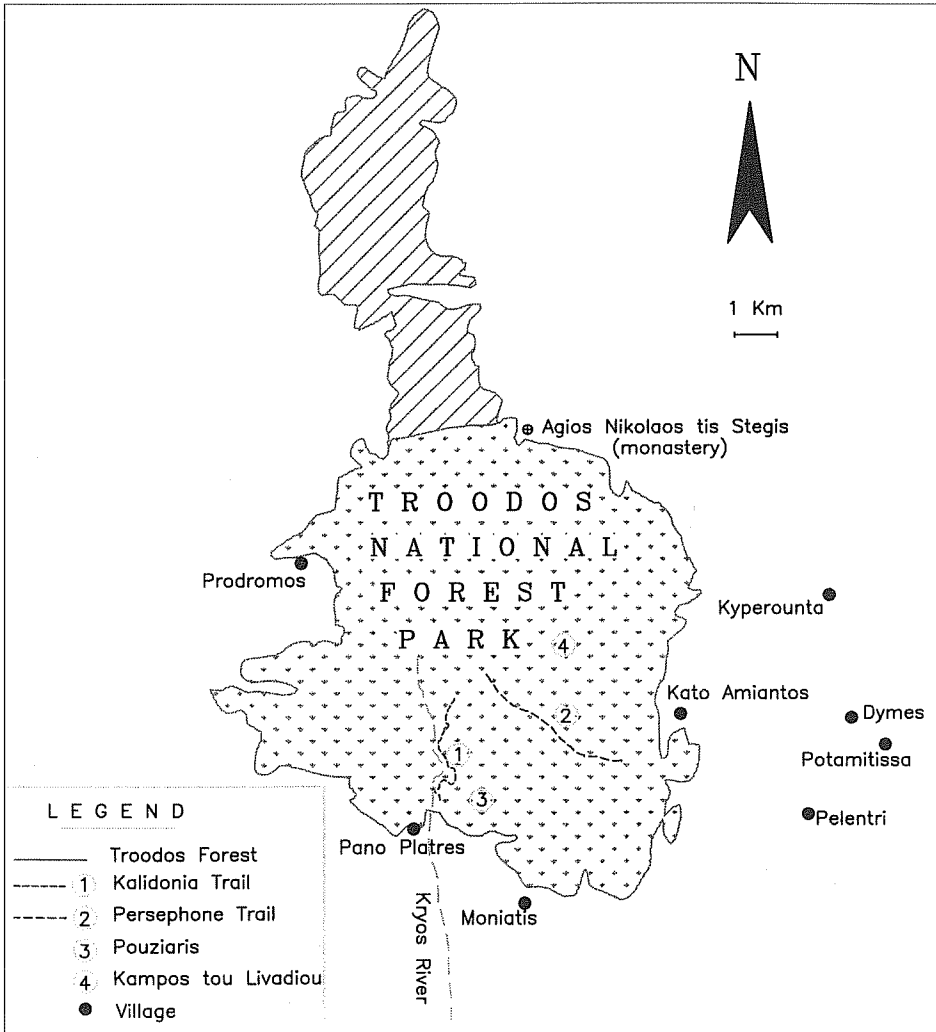 N
1 Km
Agios Nikolaos tis Stegis
(monastery)
TROODOS
NATIONAL
FOREST
PARK
Prodromos
Kyperounta
4
Kato Amiantos
2
Dymes
Potamitissa
1
3
Pelentri
Pano Platres
Moniatis
Kryos River
LEGEND
Troodos Forest
1 Kalidonia Trail
2 Persephone Trail
3 Pouziaris
4 Kampos tou Livadiou
Village